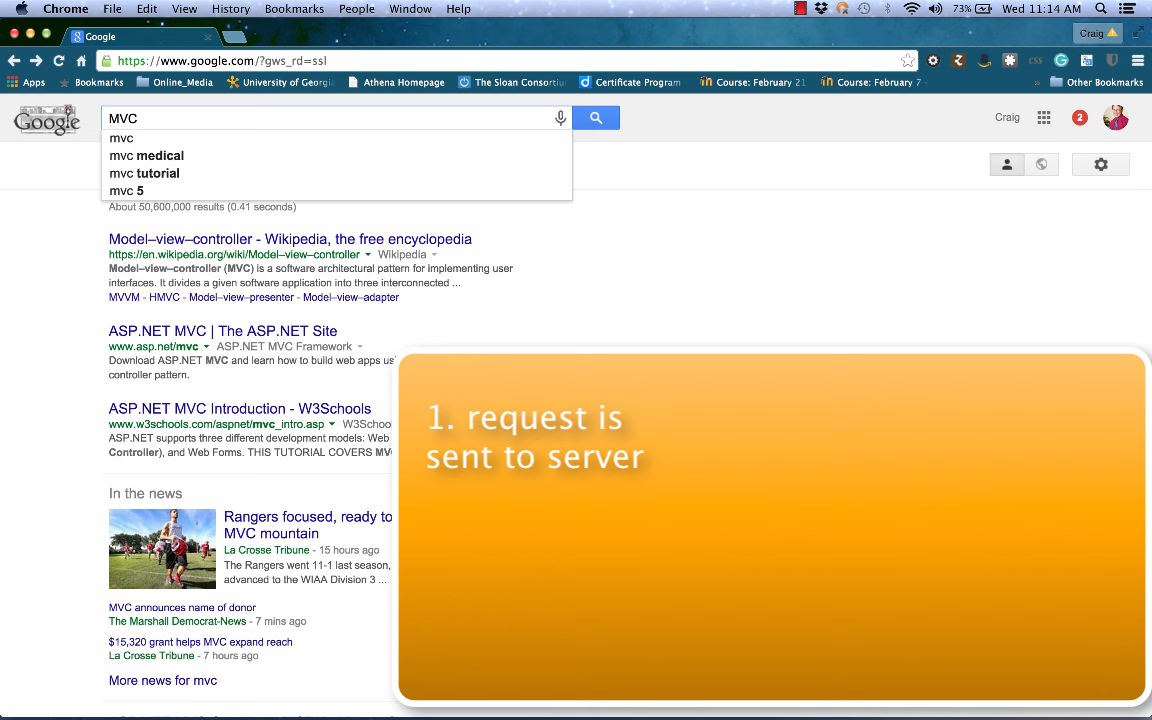 Chrome File Edit View History Bookmarks People Window Help 73% Wed 11:14 AM
Google Craig
https://www.google.com/?gws_rd=ssl
Apps Bookmarks Online_Media University of Georgia Athena Homepage The Sloan Consortiu Certificate Program Course: February 21 Course: February 7 - » Other Bookmarks
Google MVC Craig 2
mvc
mvc medical
mvc tutorial
mvc 5
About 50,600,000 results (0.41 seconds)
Model–view–controller - Wikipedia, the free encyclopedia
https://en.wikipedia.org/wiki/Model–view–controller Wikipedia
Model–view–controller (MVC) is a software architectural pattern for implementing user
interfaces. It divides a given software application into three interconnected ...
MVVM - HMVC - Model–view–presenter - Model–view–adapter
ASP.NET MVC | The ASP.NET Site
www.asp.net/mvc ASP.NET MVC Framework
Download ASP.NET MVC and learn how to build web apps us
controller pattern.
ASP.NET MVC Introduction - W3Schools
www.w3schools.com/aspnet/mvc_intro.asp W3Schoo
ASP.NET supports three different development models: Web
Controller), and Web Forms. THIS TUTORIAL COVERS MV
In the news
Rangers focused, ready to
MVC mountain
La Crosse Tribune - 15 hours ago
The Rangers went 11-1 last season,
advanced to the WIAA Division 3 ...
MVC announces name of donor
The Marshall Democrat-News - 7 mins ago
$15,320 grant helps MVC expand reach
La Crosse Tribune - 7 hours ago
More news for mvc
1. request is
sent to server